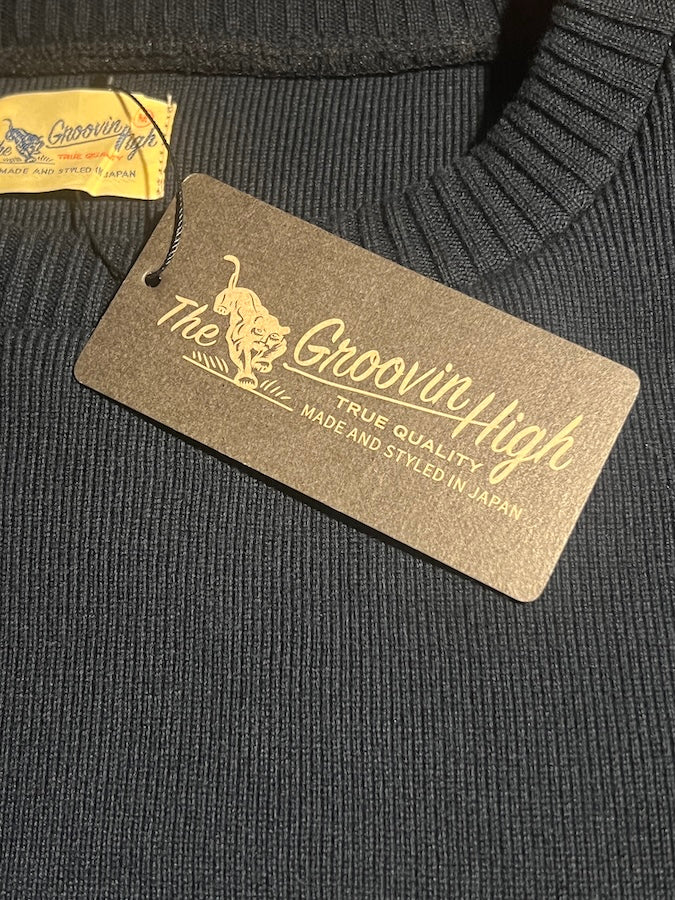 The Groovin High
TRUE QUALITY
MADE AND STYLED IN JAPAN
The Groovin High
TRUE QUALITY
MADE AND STYLED IN JAPAN